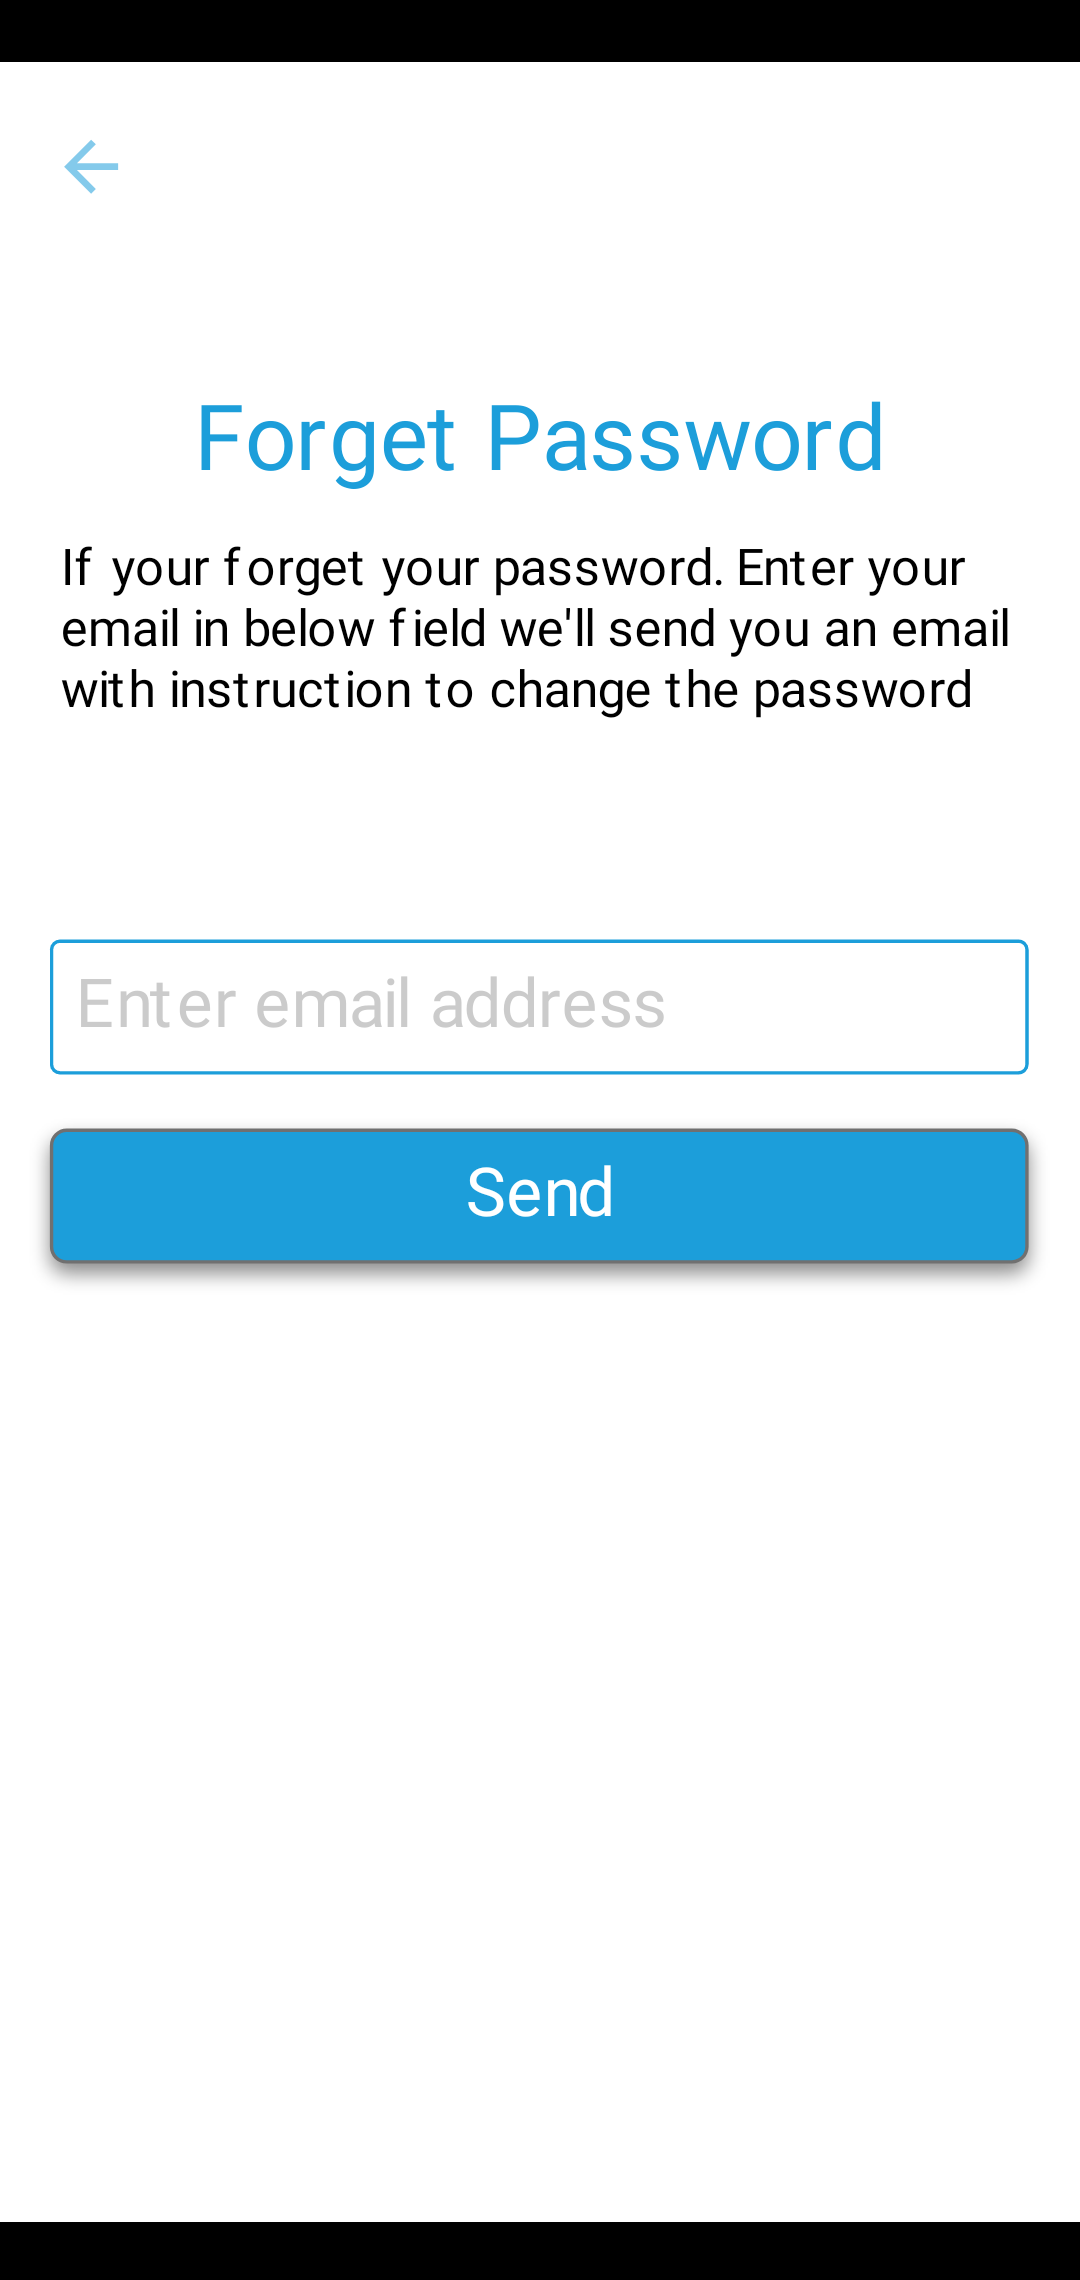 Forget Password
If your forget your password. Enter your
email in below field we'll send you an email
with instruction to change the password
Enter email address
Send